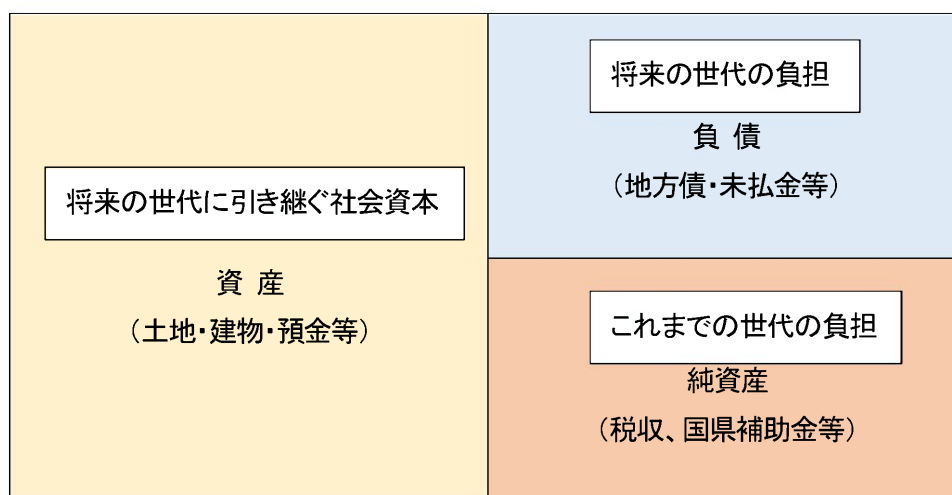 将来の世代に引き継ぐ社会資本
資 産
（土地・建物・預金等）
将来の世代の負担
負 債
（地方債・未払金等）
これまでの世代の負担
純資産
（税収、国県補助金等）